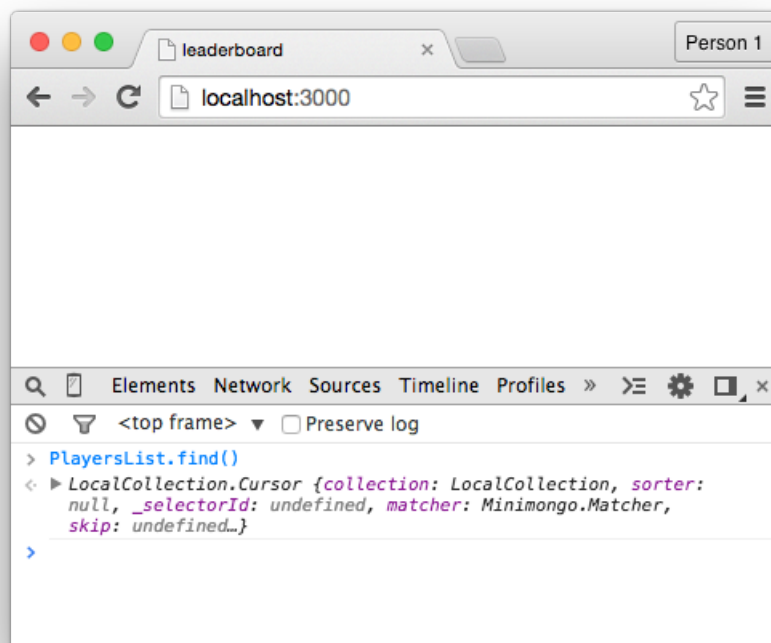 leaderboard
Person 1
localhost:3000
Elements Network Sources Timeline Profiles »
<top frame> ▼ Preserve log
> PlayersList.find()
LocalCollection.Cursor {collection: LocalCollection, sorter:
null, _selectorId: undefined, matcher: Minimongo.Matcher,
skip: undefined…}
>